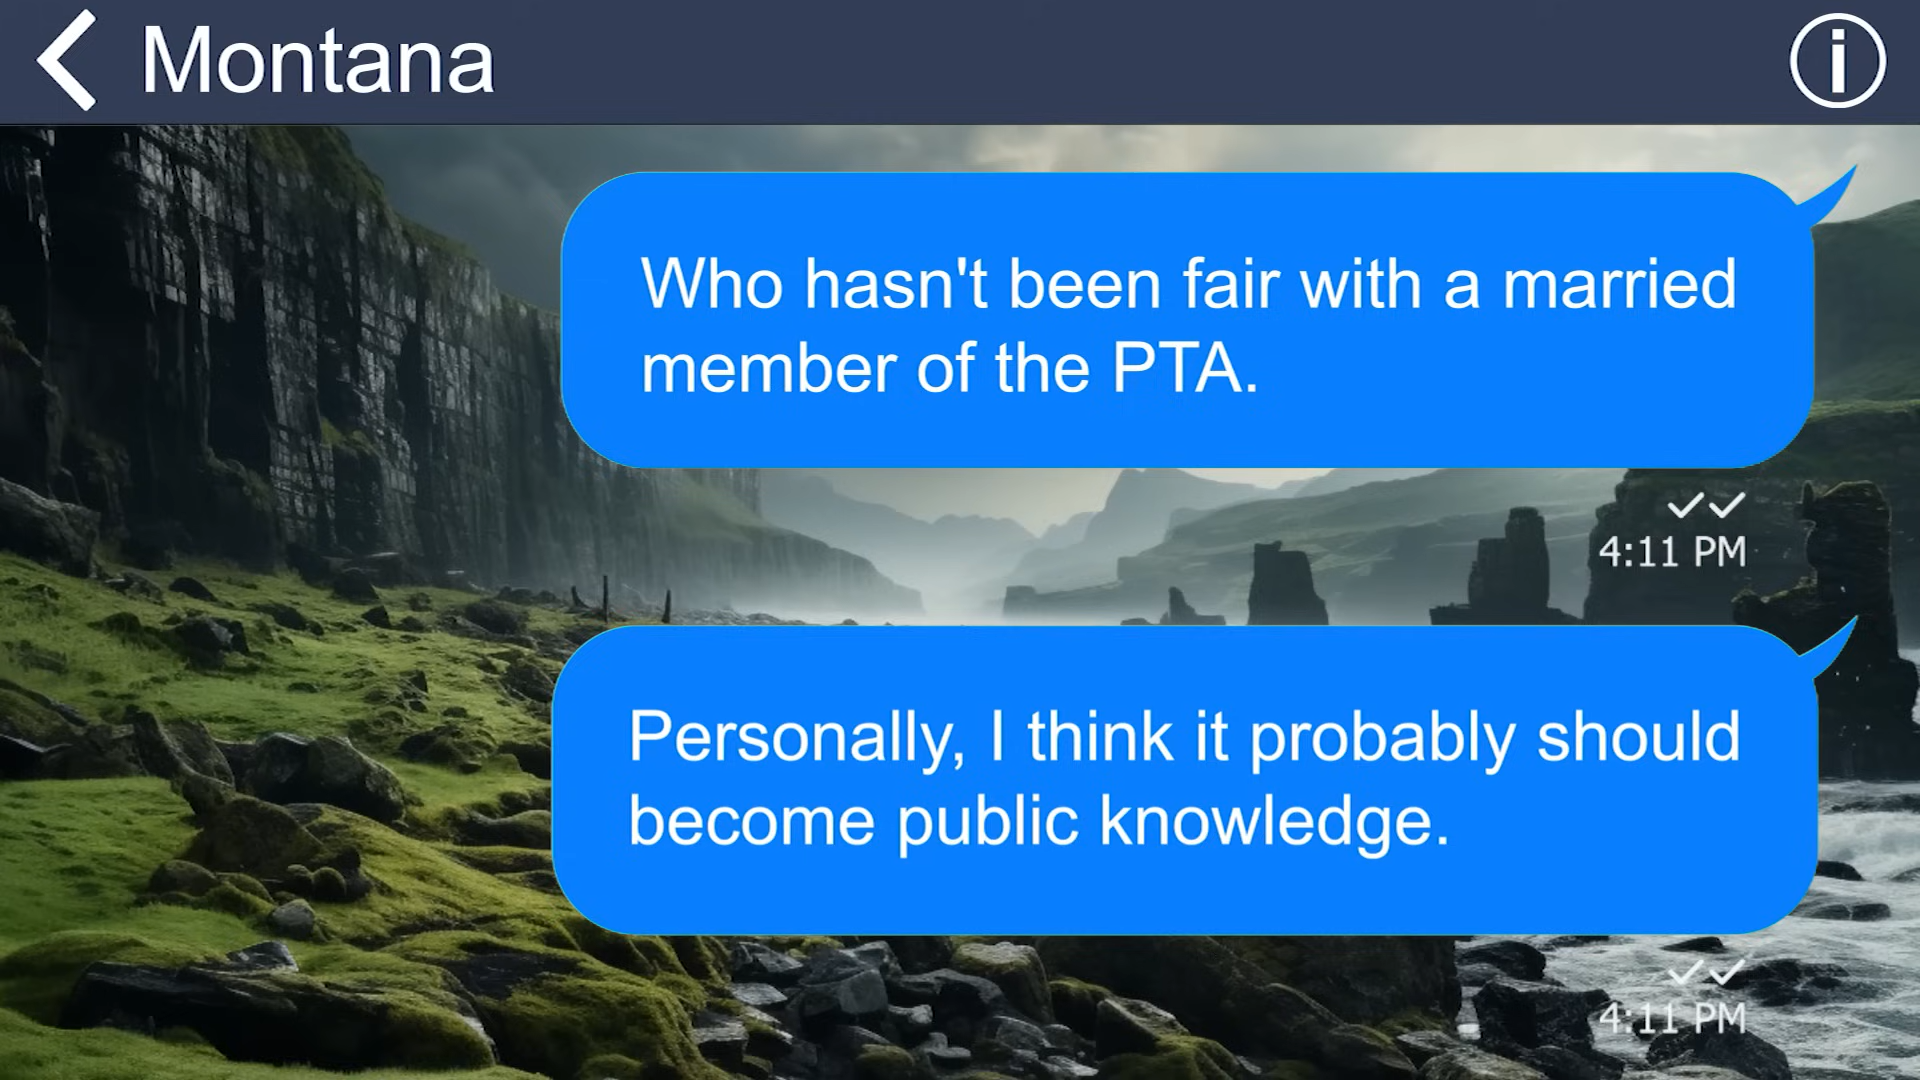 Montana
Who hasn't been fair with a married
member of the PTA.
4:11 PM
Personally, I think it probably should
become public knowledge.
4:11 PM